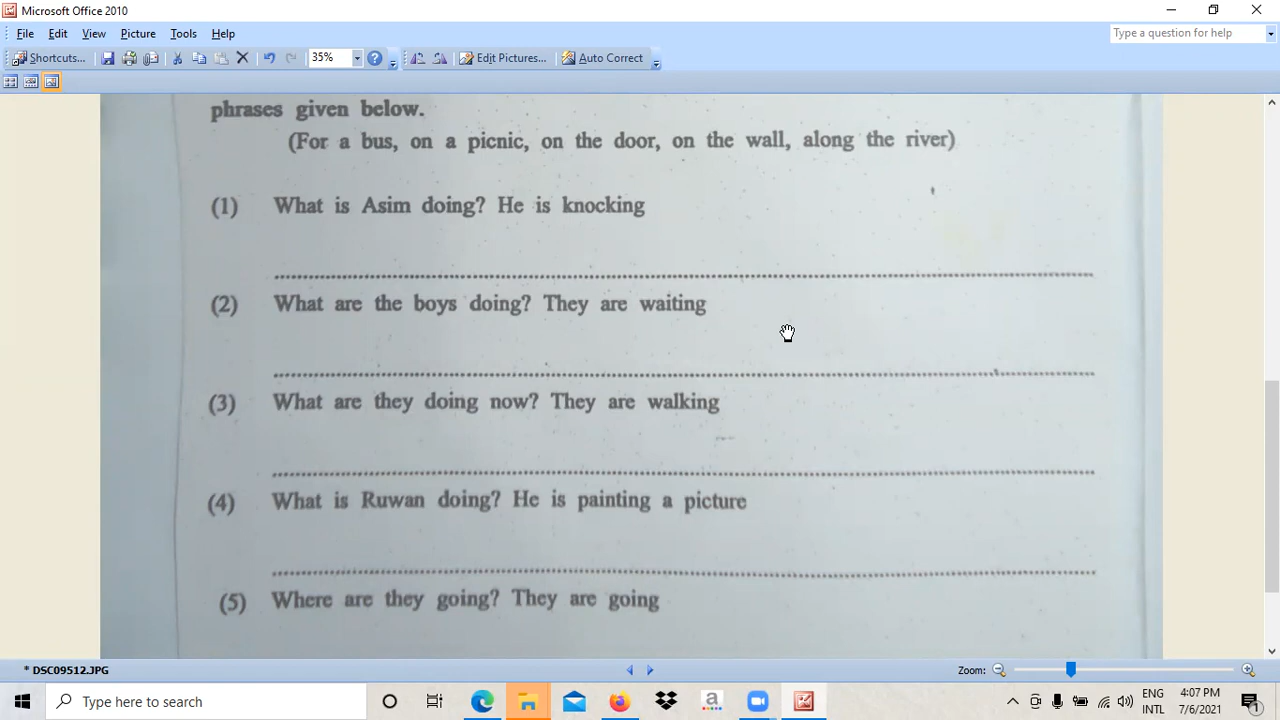 Microsoft Office 2010
File Edit View Picture Tools Help
Type a question for help
Shortcuts... 35% Edit Pictures... Auto Correct
phrases given below.
(For a bus, on a picnic, on the door, on the wall, along the river)
(1) What is Asim doing? He is knocking
(2) What are the boys doing? They are waiting
(3) What are they doing now? They are walking
(4) What is Ruwan doing? He is painting a picture
(5) Where are they going? They are going
* DSC09512.JPG
Zoom:
Type here to search
ENG
INTL
4:07 PM
7/6/2021